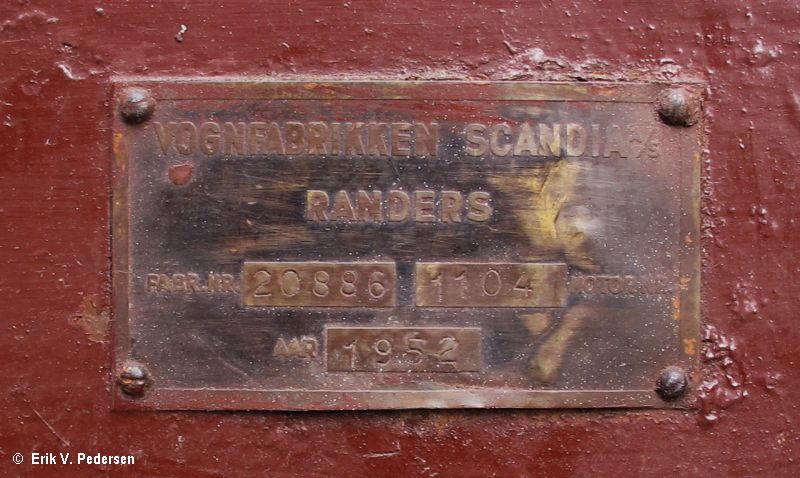 VOGNFABRIKKEN SCANDIA A/S
RANDERS
FABR.NR. 20886 1104 MOTOR.NR.
AAR 1952
© Erik V. Pedersen